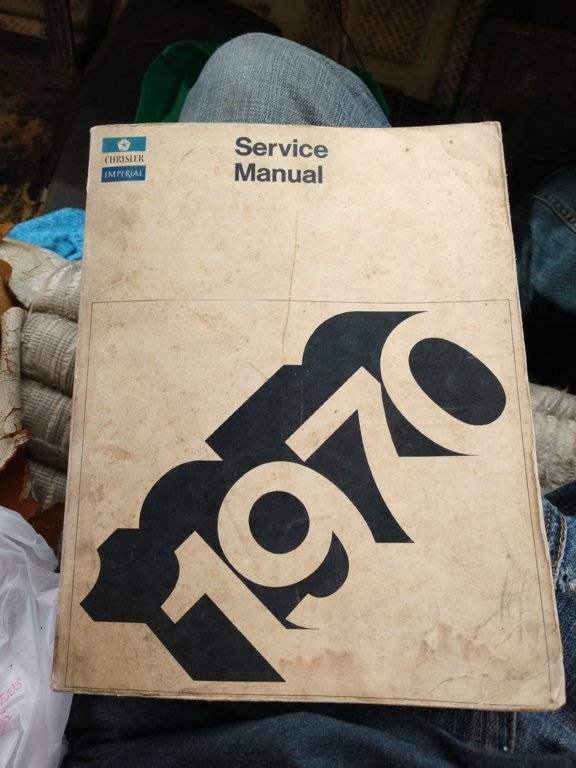 CHRYSLER
IMPERIAL
Service
Manual
1970